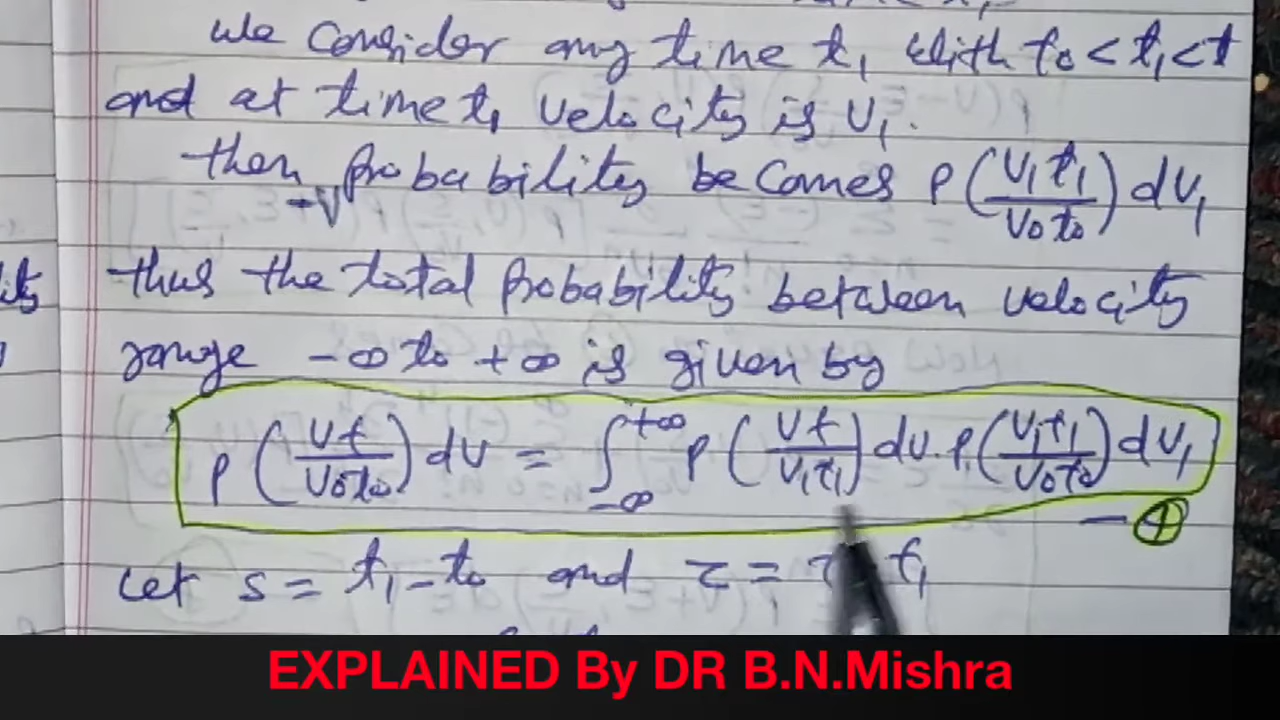 We Consider any time t₁ with t₀ < t₁ < t
and at time t₁ velocity is V₁.
then probability becomes P(V₁t₁/V₀t₀) dV₁
thus the total Probability between velocity
range -∞ to +∞ is given by
P(Vt/V₀t₀) dV = ∫₋∞⁺∞ P(Vt/V₁t₁) dV. P(V₁t₁/V₀t₀) dV₁
- ④
Let s = t₁ - t₀ and τ = t₁
EXPLAINED By DR B.N.Mishra